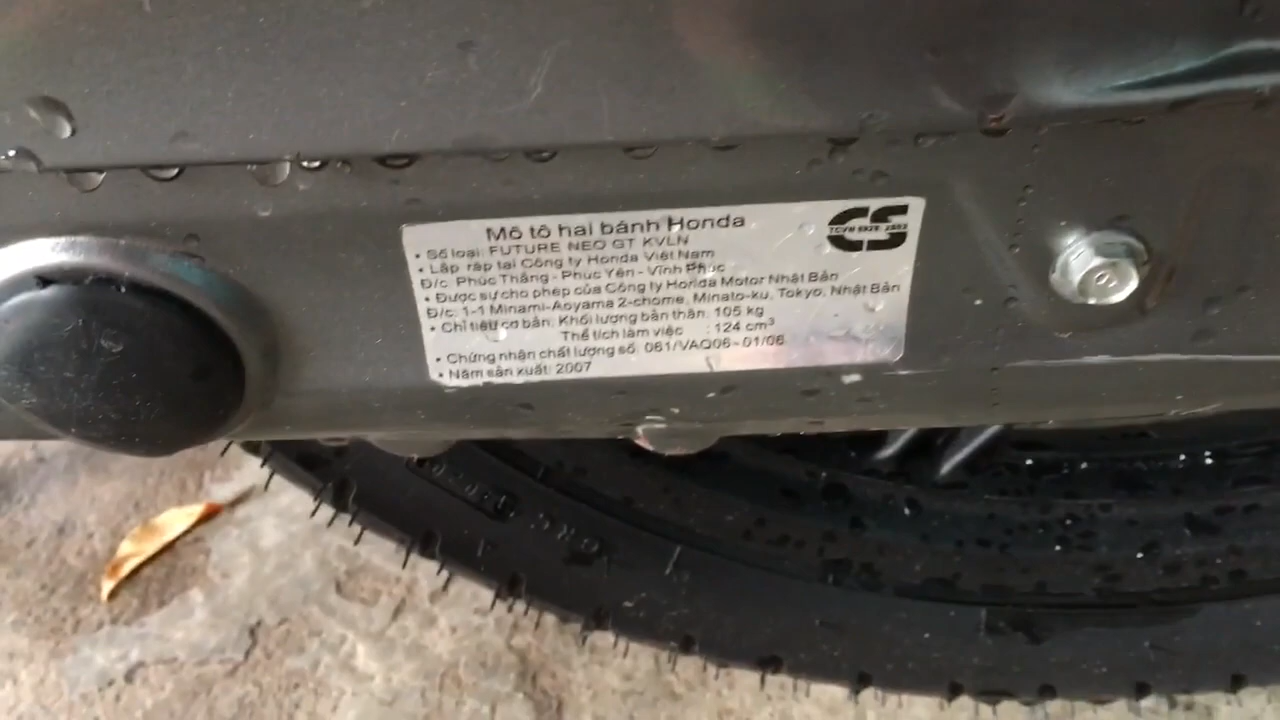 Mô tô hai bánh Honda
CS
TCVN 6928: 2002
• Số loại: FUTURE NEO GT KVLN
• Lắp ráp tại Công ty Honda Việt Nam
Đ/c: Phúc Thắng - Phúc Yên - Vĩnh Phúc
• Được sự cho phép của Công ty Honda Motor Nhật Bản
Đ/c: 1-1 Minami-Aoyama 2-chome, Minato-ku, Tokyo, Nhật Bản
• Chỉ tiêu cơ bản: Khối lượng bản thân: 105 kg
Thể tích làm việc : 124 cm³
• Chứng nhận chất lượng số: 061/VAQ06 - 01/06
• Năm sản xuất: 2007